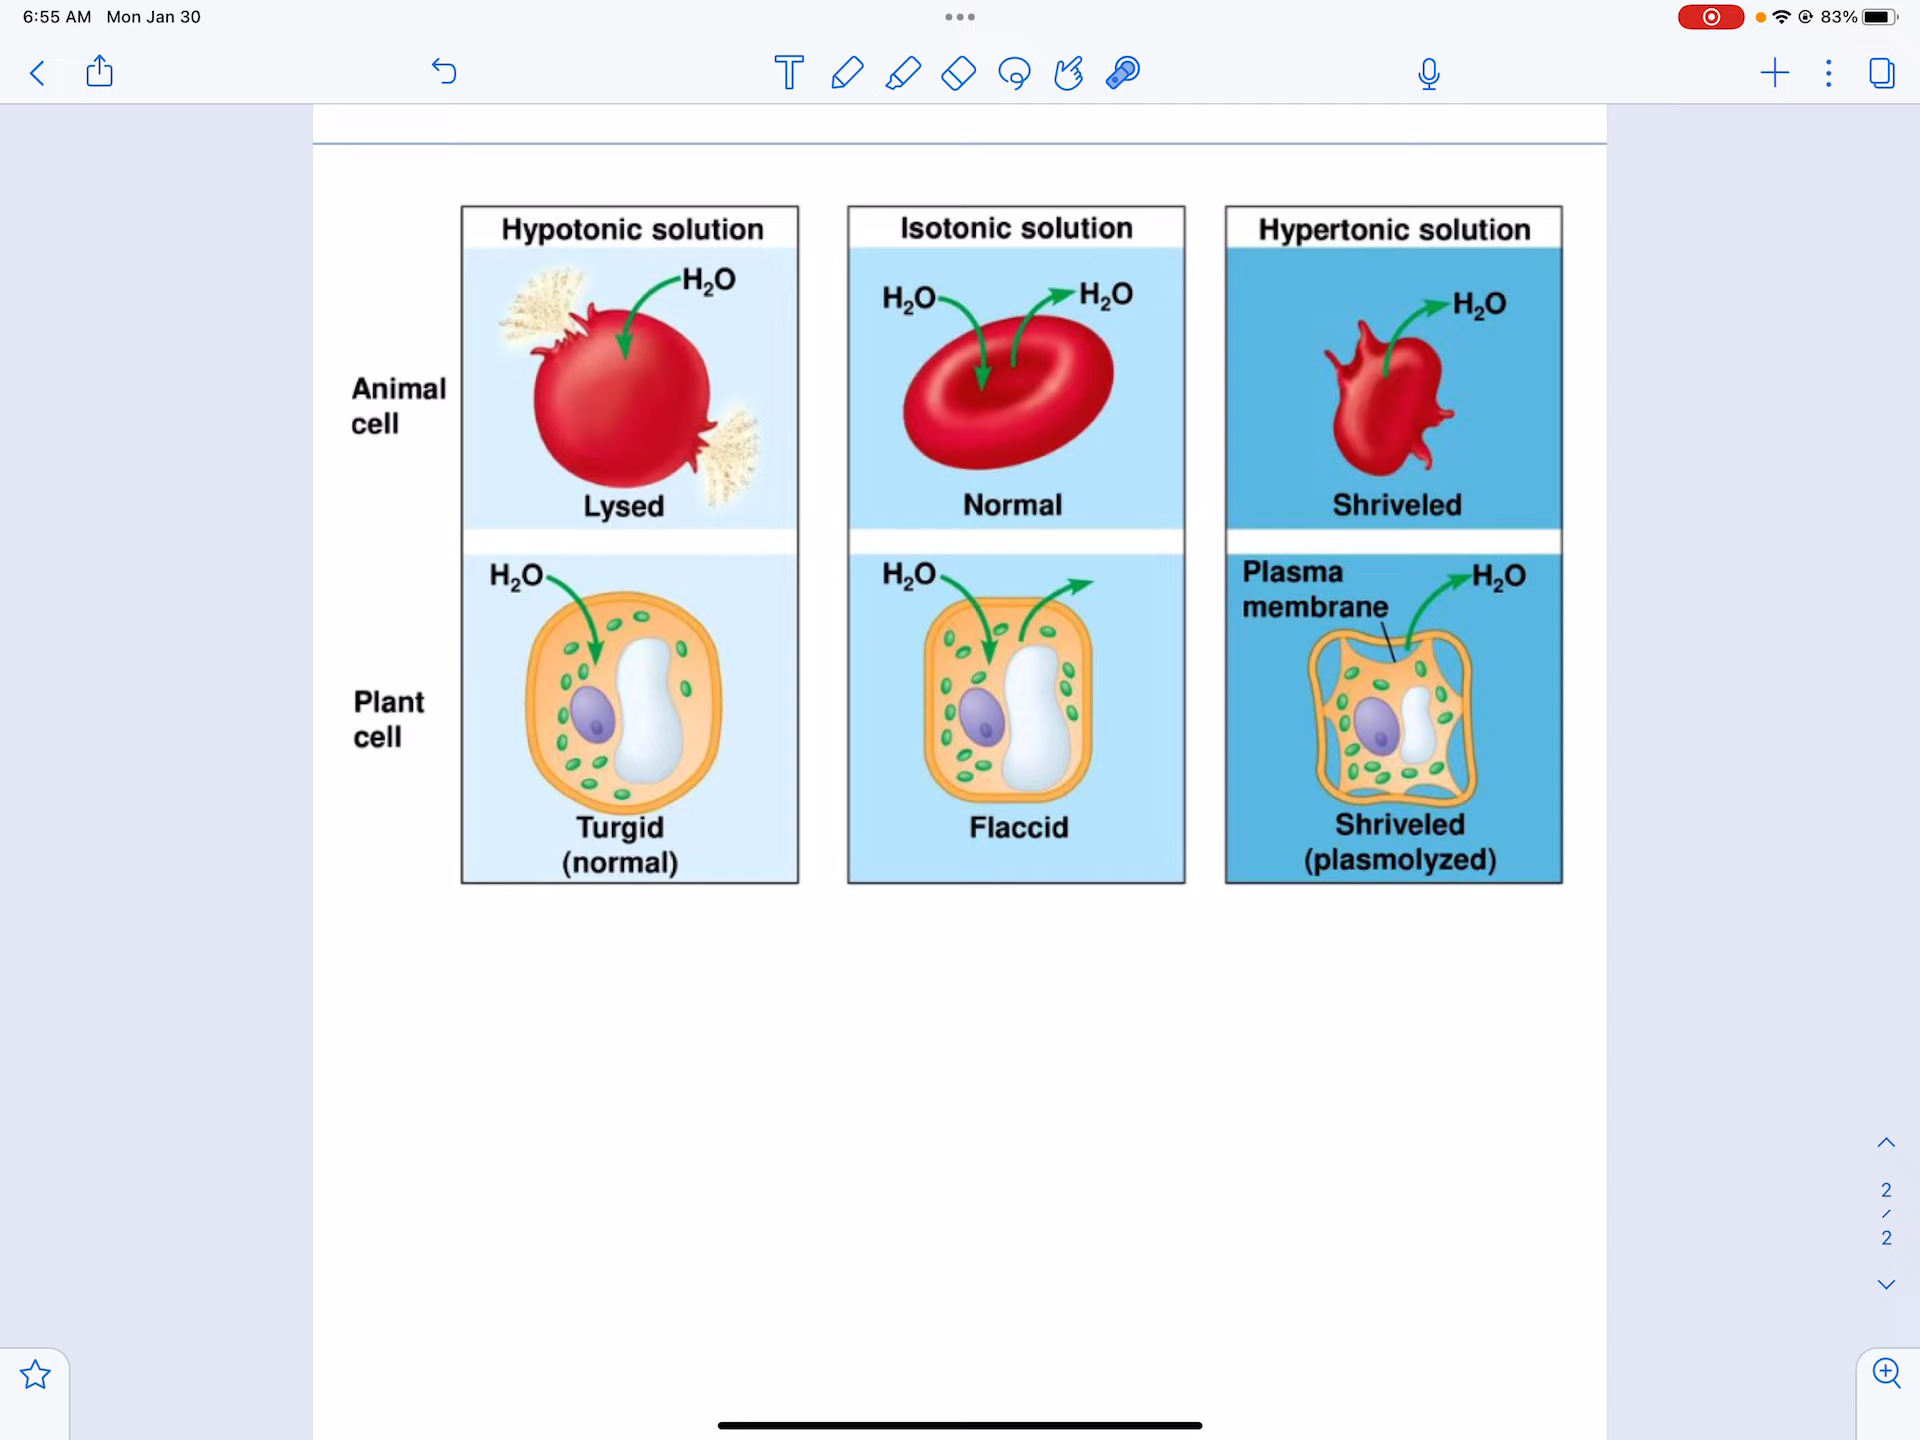 6:55 AM Mon Jan 30
83%
T
Hypotonic solution
Isotonic solution
Hypertonic solution
H₂O
H₂O
H₂O
H₂O
Animal
cell
Lysed
Normal
Shriveled
H₂O
H₂O
Plasma
membrane
H₂O
Plant
cell
Turgid
(normal)
Flaccid
Shriveled
(plasmolyzed)
2
/
2